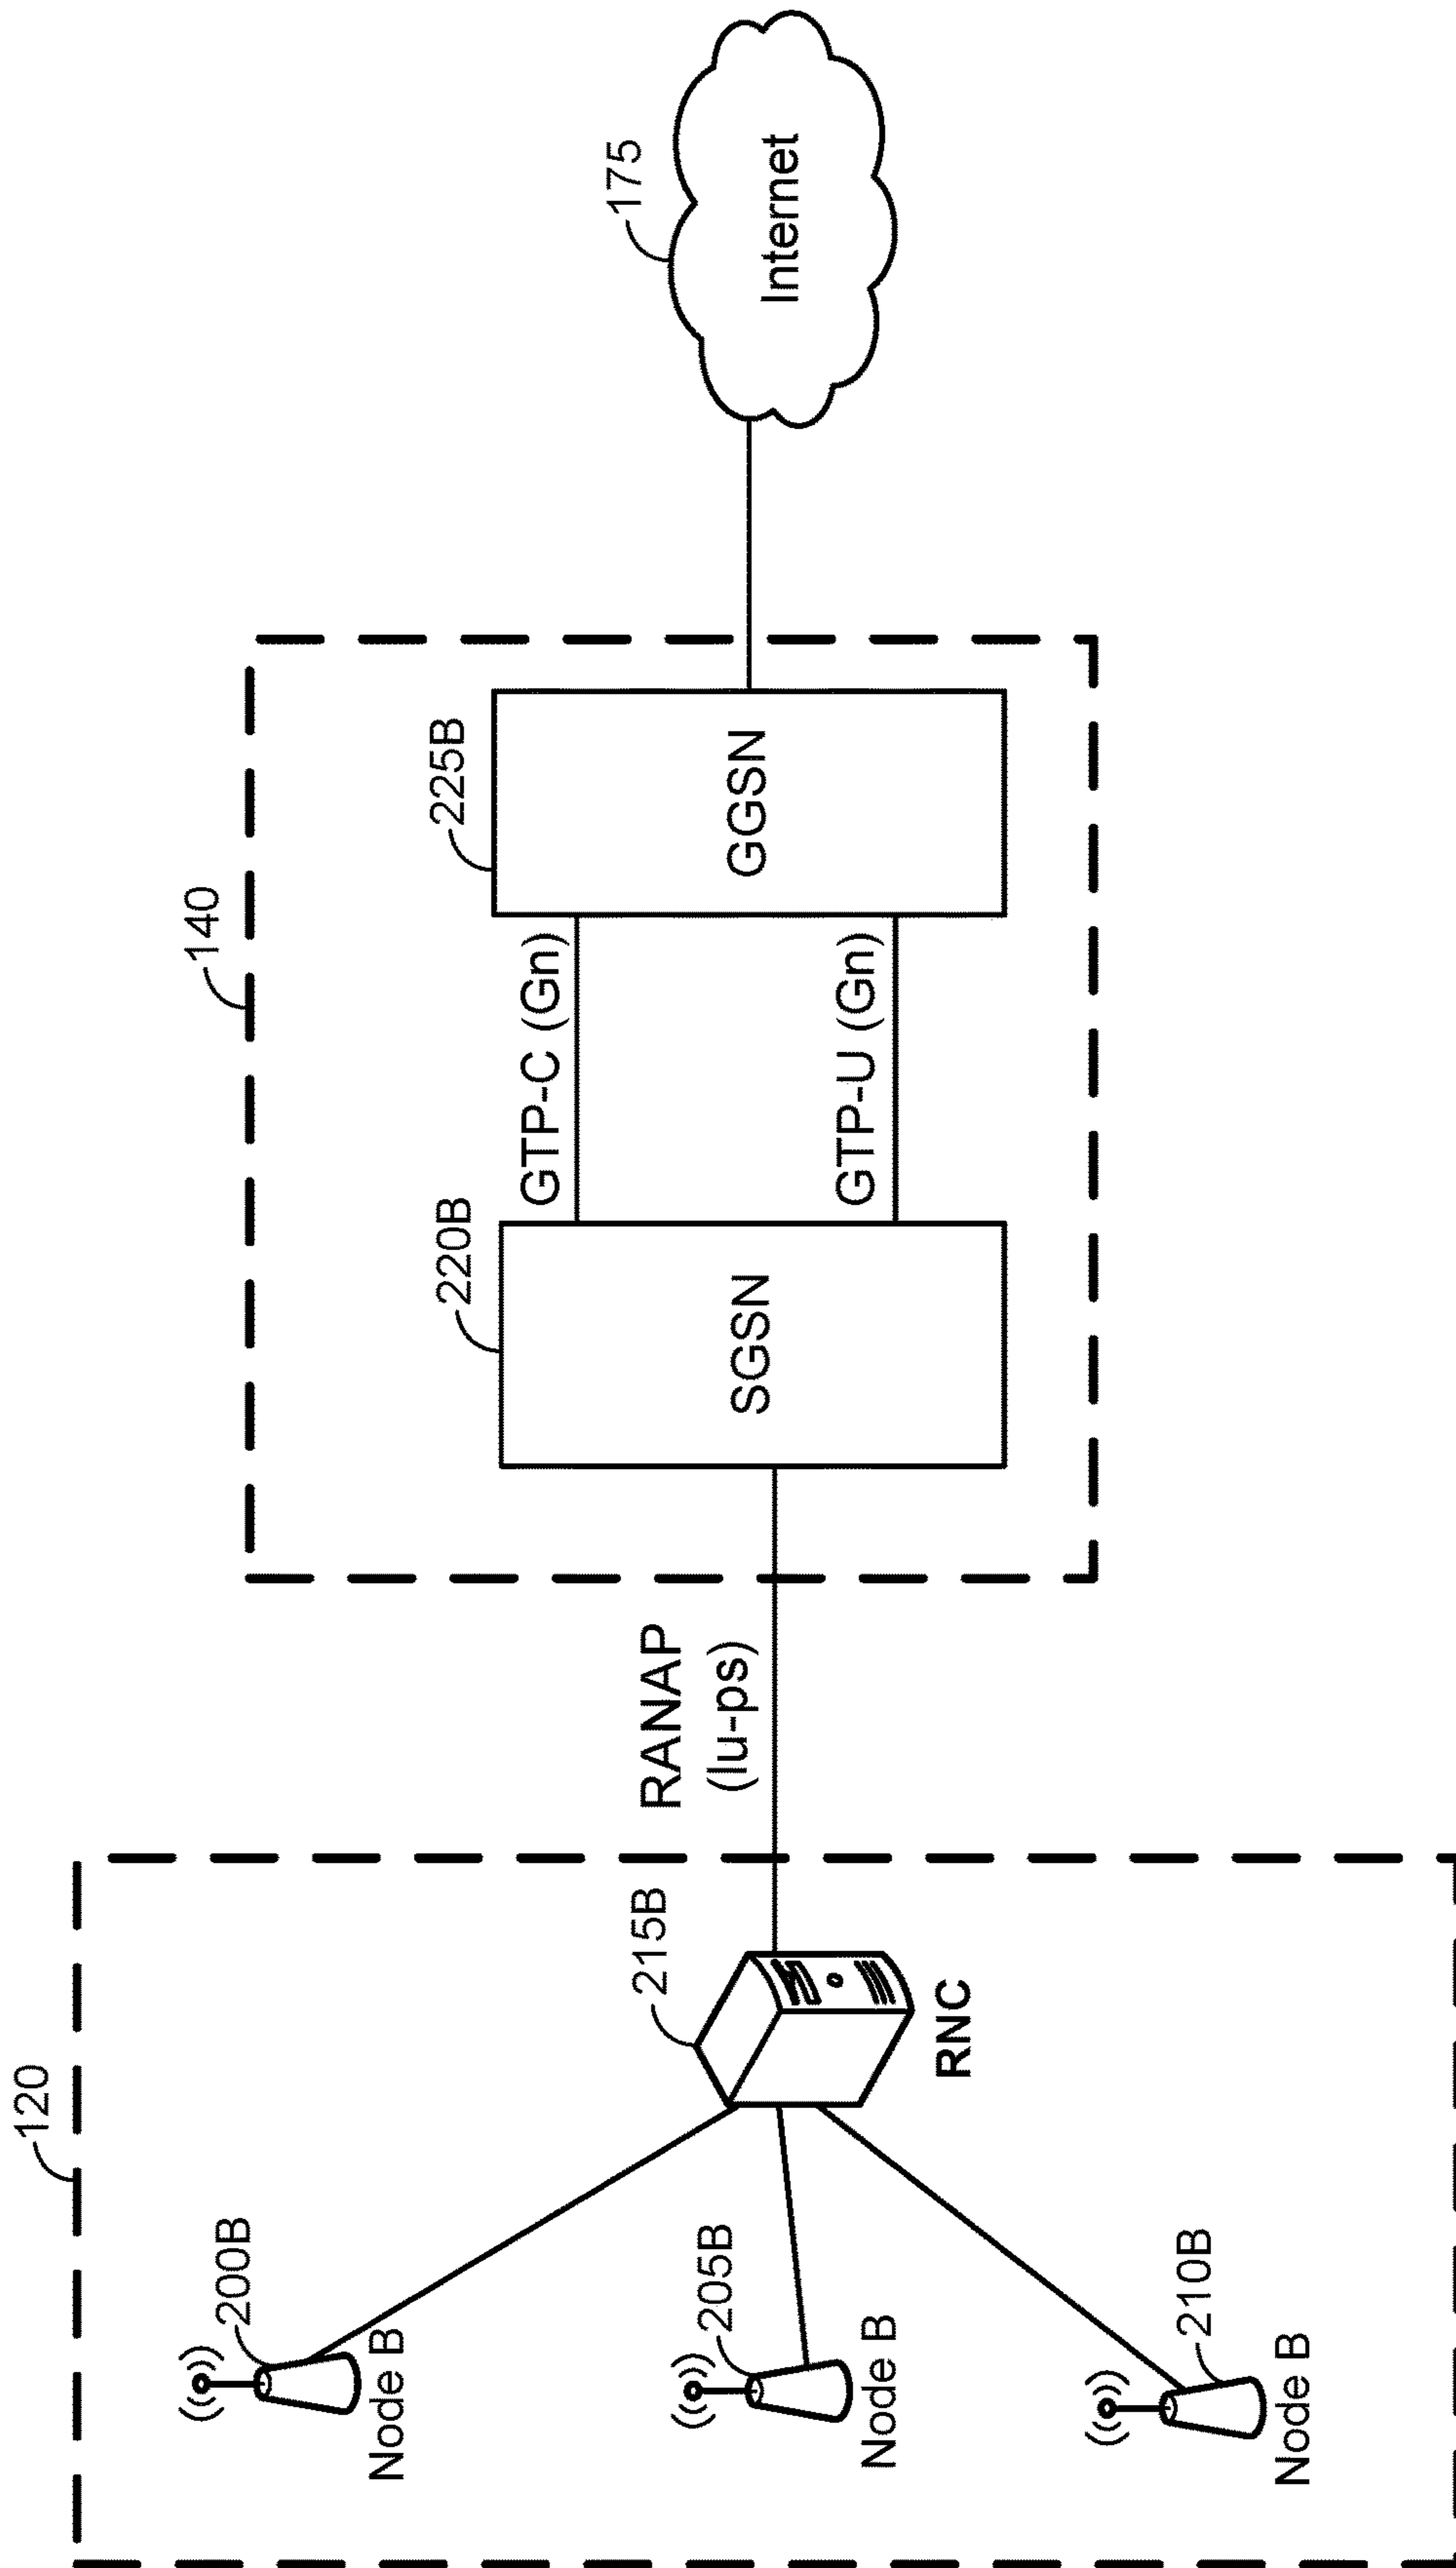 120
200B
Node B
205B
Node B
210B
Node B
215B
RNC
RANAP
(Iu-ps)
140
220B
SGSN
GTP-C (Gn)
GTP-U (Gn)
225B
GGSN
175
Internet